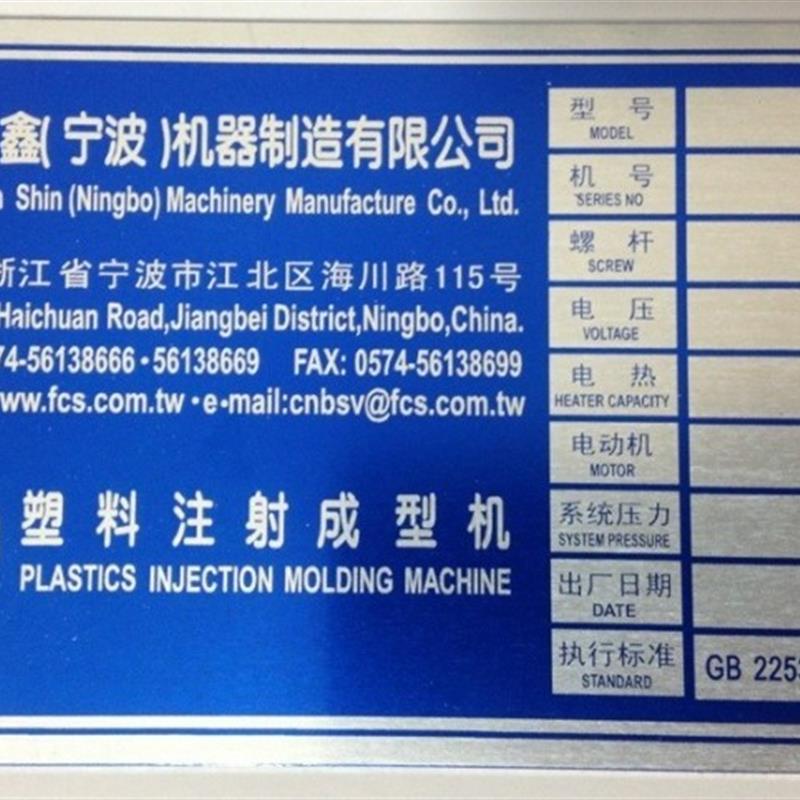 鑫(宁波)机器制造有限公司
Shin (Ningbo) Machinery Manufacture Co., Ltd.
浙江省宁波市江北区海川路115号
Haichuan Road,Jiangbei District,Ningbo,China.
74-56138666·56138669 FAX: 0574-56138699
www.fcs.com.tw·e-mail:cnbsv@fcs.com.tw
塑料注射成型机
PLASTICS INJECTION MOLDING MACHINE
型号
MODEL
机号
SERIES NO
螺杆
SCREW
电压
VOLTAGE
电热
HEATER CAPACITY
电动机
MOTOR
系统压力
SYSTEM PRESSURE
出厂日期
DATE
执行标准
STANDARD
GB 225